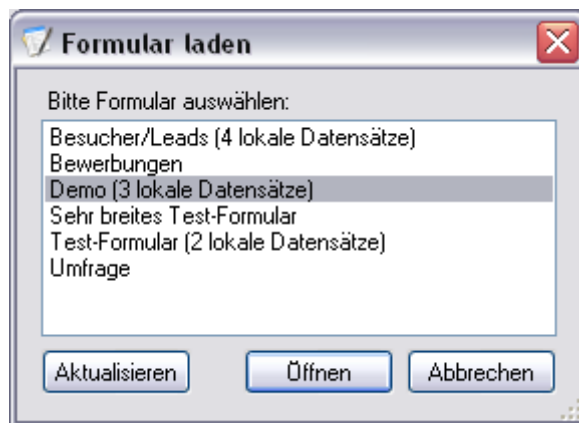 Formular laden
Bitte Formular auswählen:
Besucher/Leads (4 lokale Datensätze)
Bewerbungen
Demo (3 lokale Datensätze)
Sehr breites Test-Formular
Test-Formular (2 lokale Datensätze)
Umfrage
Aktualisieren Öffnen Abbrechen